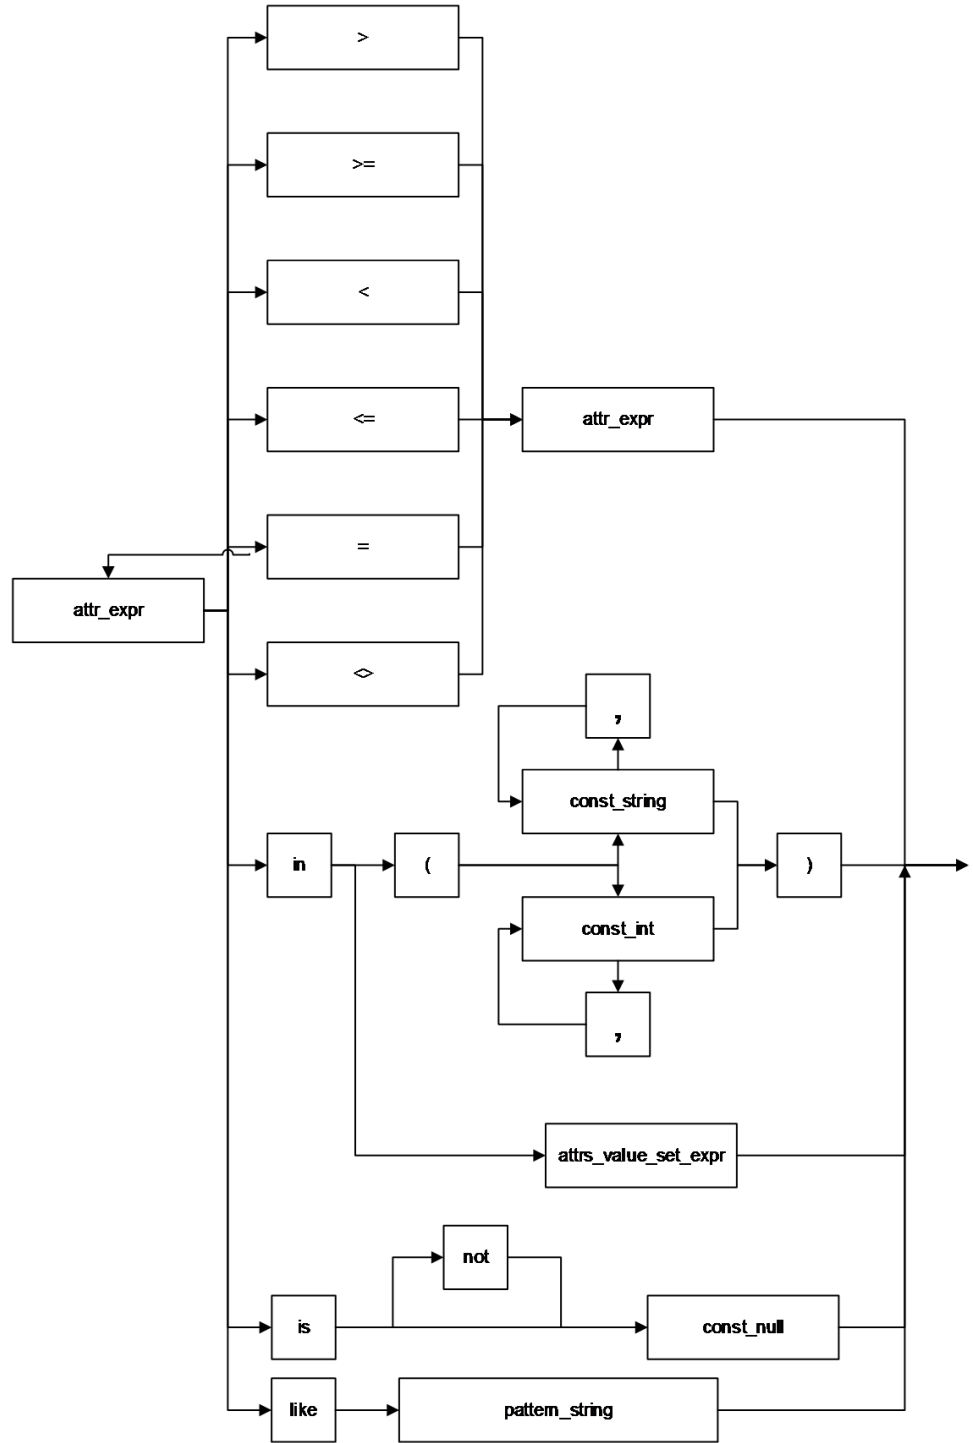 >
>=
<
<=
attr_expr
=
attr_expr
<>
,
const_string
in
(
)
const_int
,
attrs_value_set_expr
not
is
const_null
like
pattern_string